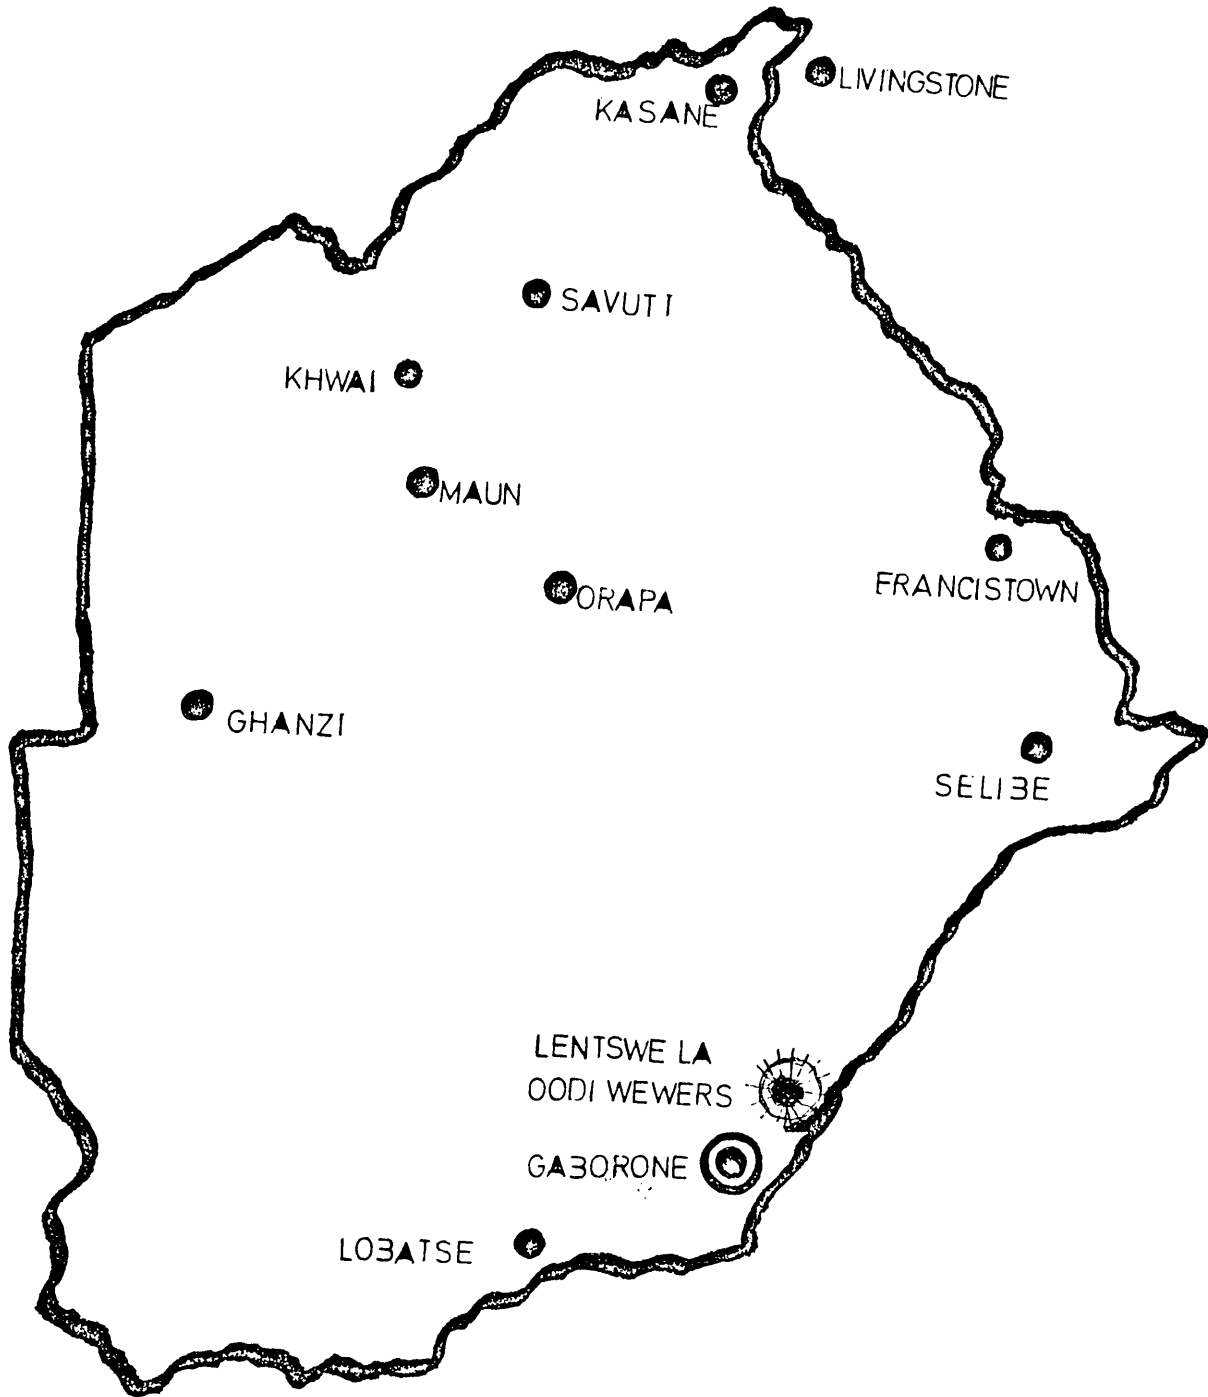 LIVINGSTONE
KASANE
SAVUTI
KHWAI
MAUN
FRANCISTOWN
ORAPA
GHANZI
SELIBE
LENTSWE LA
OODI WEWERS
GABORONE
LOBATSE